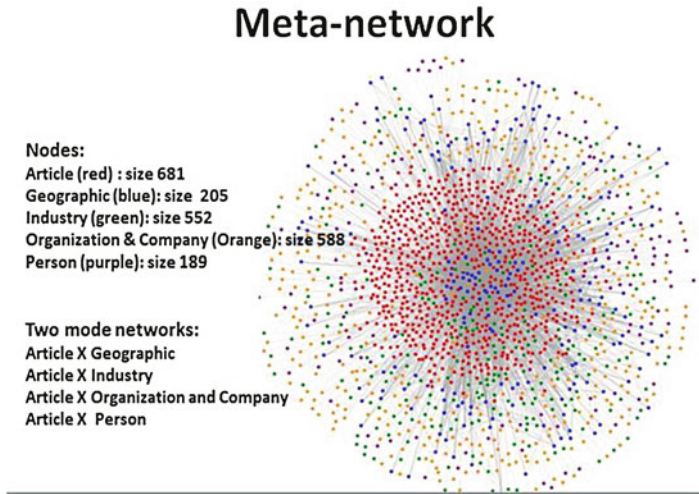 Meta-network
Nodes:
Article (red) : size 681
Geographic (blue): size 205
Industry (green): size 552
Organization & Company (Orange): size 588
Person (purple): size 189
Two mode networks:
Article X Geographic
Article X Industry
Article X Organization and Company
Article X Person